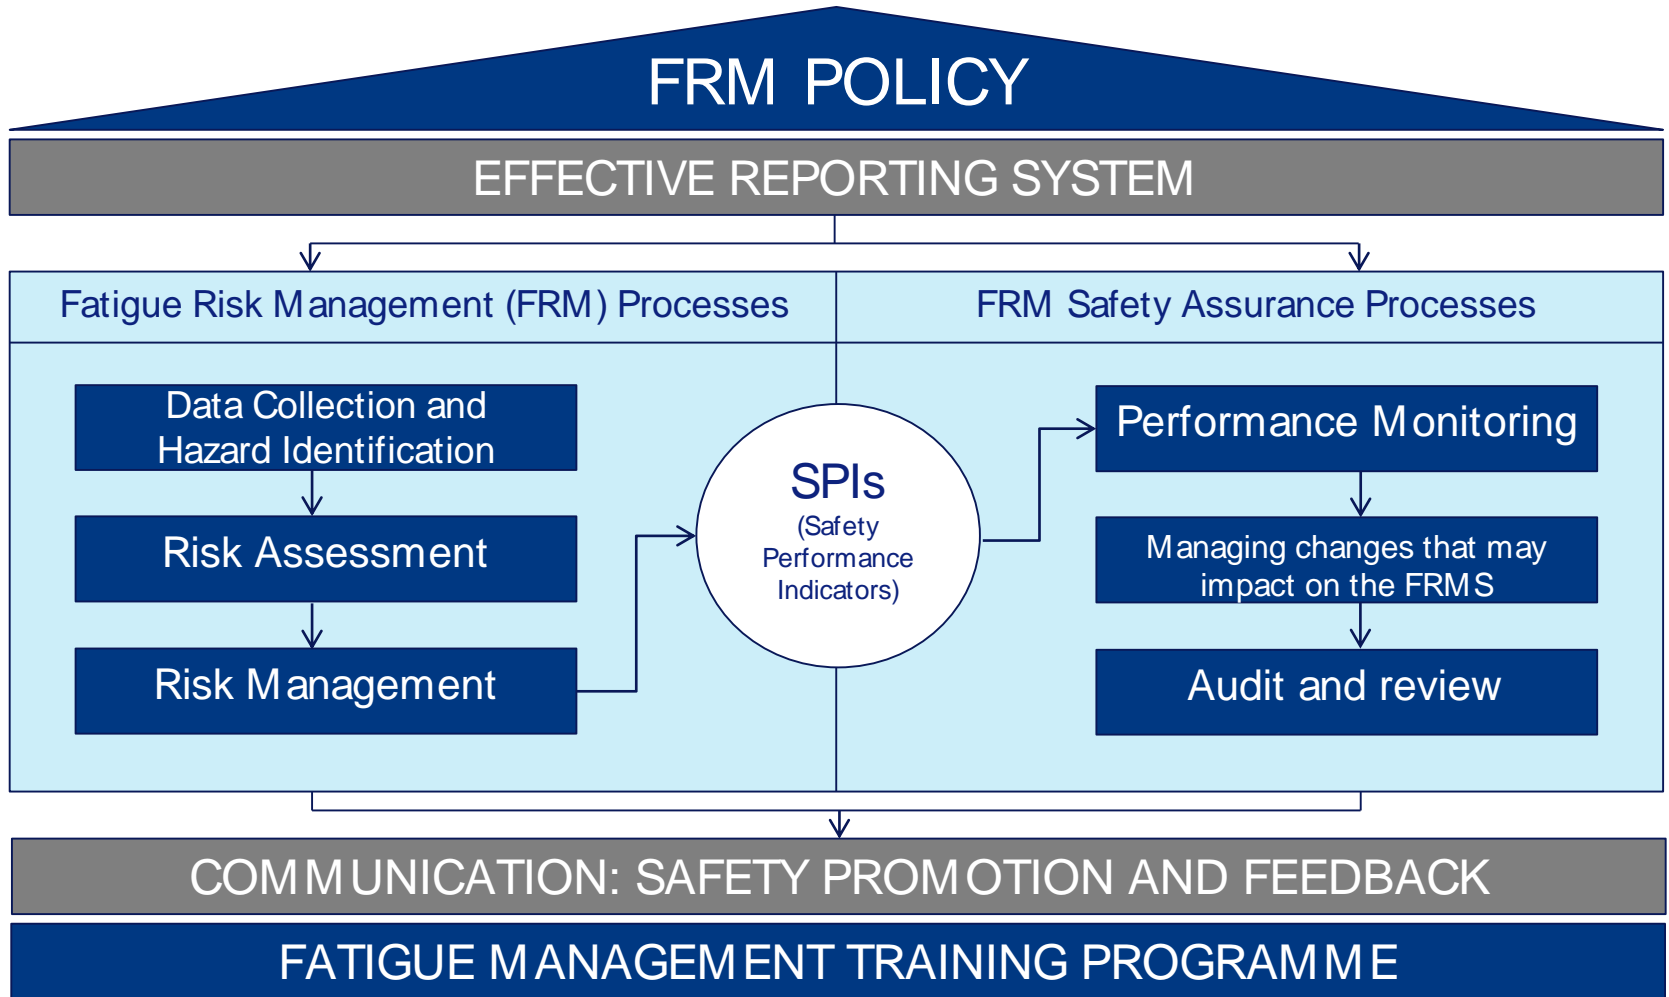 FRM POLICY
EFFECTIVE REPORTING SYSTEM
Fatigue Risk Management (FRM) Processes
FRM Safety Assurance Processes
Data Collection and
Hazard Identification
Risk Assessment
Risk Management
SPIs
(Safety
Performance
Indicators)
Performance Monitoring
Managing changes that may
impact on the FRMS
Audit and review
COMMUNICATION: SAFETY PROMOTION AND FEEDBACK
FATIGUE MANAGEMENT TRAINING PROGRAMME